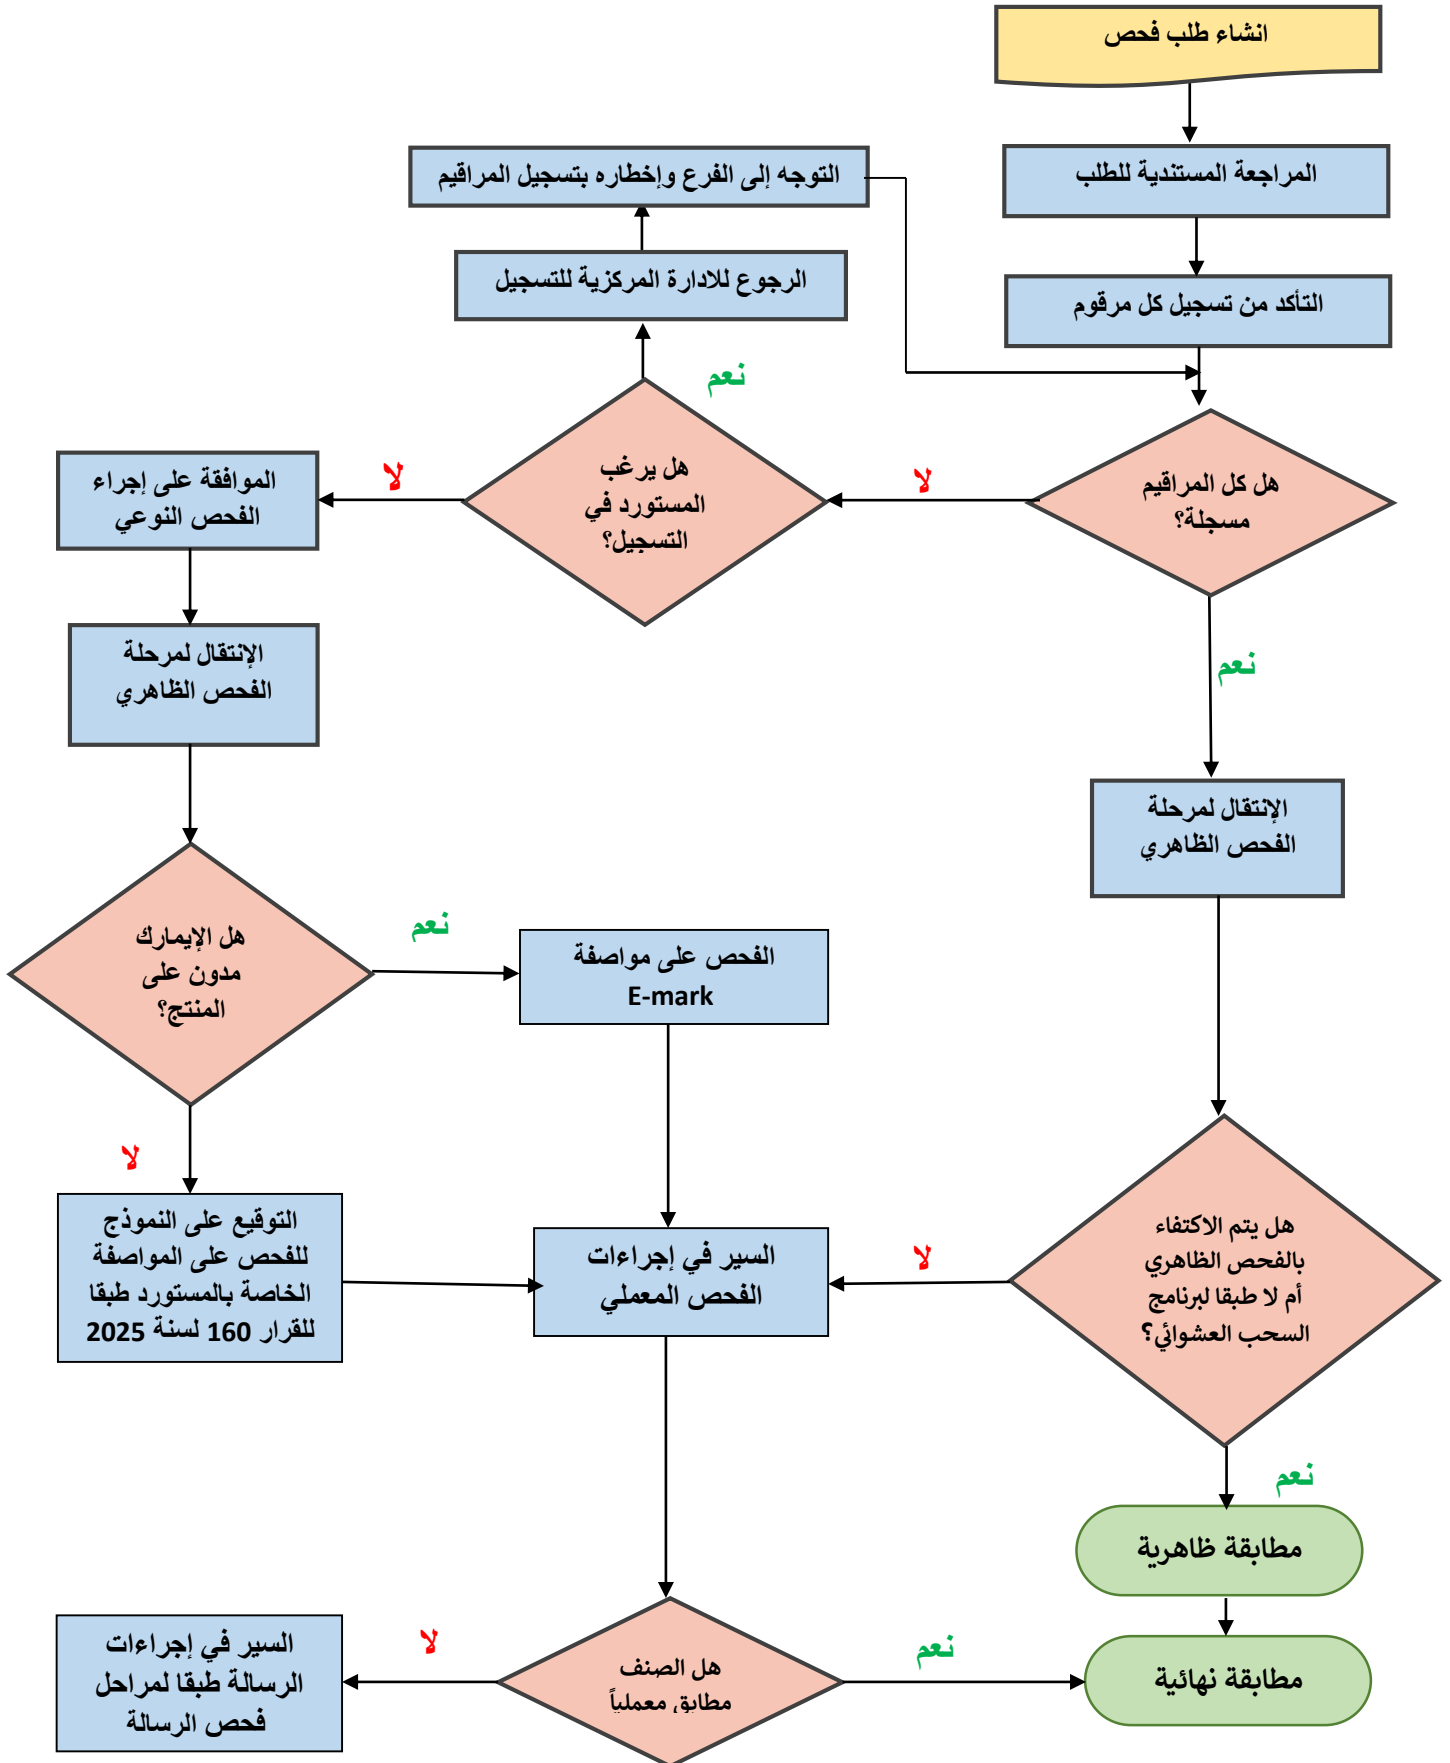 انشاء طلب فحص
المراجعة المستندية للطلب
التوجه إلى الفرع وإخطاره بتسجيل المراقيم
الرجوع للادارة المركزية للتسجيل
التأكد من تسجيل كل مرقوم
نعم
هل كل المراقيم
مسجلة؟
لا
هل يرغب
المستورد في
التسجيل؟
لا
الموافقة على إجراء
الفحص النوعي
نعم
الإنتقال لمرحلة
الفحص الظاهري
الإنتقال لمرحلة
الفحص الظاهري
هل الإيمارك
مدون على
المنتج؟
نعم
الفحص على مواصفة
E-mark
لا
هل يتم الاكتفاء
بالفحص الظاهري
أم لا طبقا لبرنامج
السحب العشوائي؟
لا
السير في إجراءات
الفحص المعملي
التوقيع على النموذج
للفحص على المواصفة
الخاصة بالمستورد طبقا
للقرار 160 لسنة 2025
نعم
مطابقة ظاهرية
مطابقة نهائية
نعم
هل الصنف
مطابق معملياً
لا
السير في إجراءات
الرسالة طبقا لمراحل
فحص الرسالة